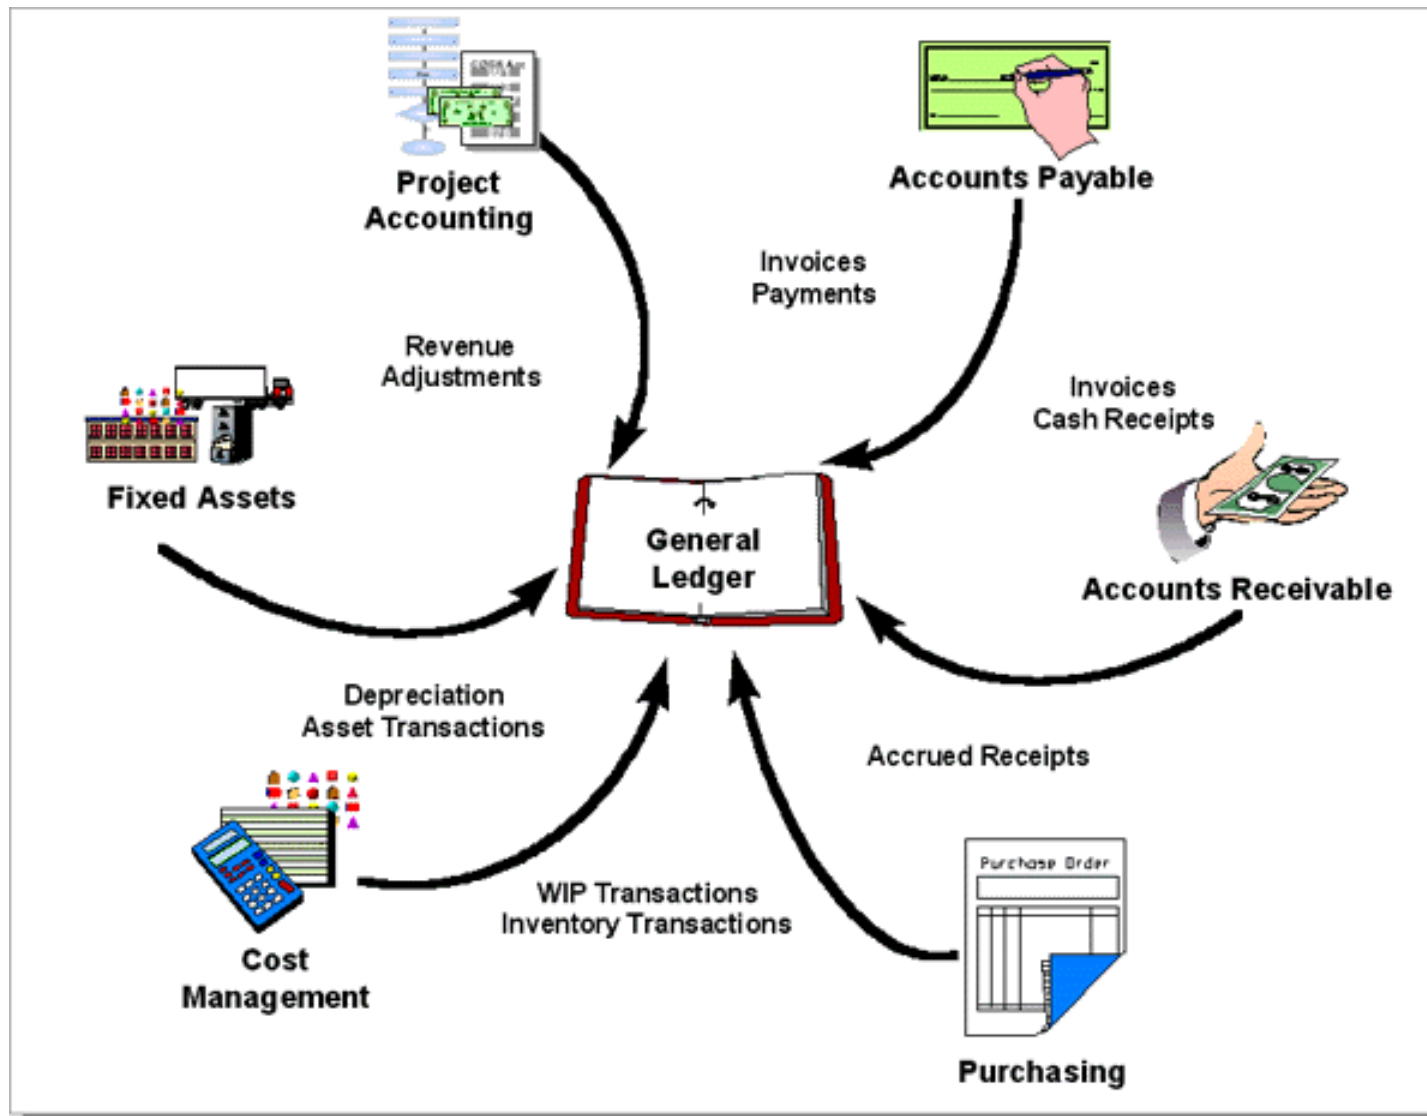 Project
Accounting
Accounts Payable
Invoices
Payments
Revenue
Adjustments
Invoices
Cash Receipts
Fixed Assets
General
Ledger
Accounts Receivable
Depreciation
Asset Transactions
Accrued Receipts
WIP Transactions
Inventory Transactions
Purchase Order
Cost
Management
Purchasing